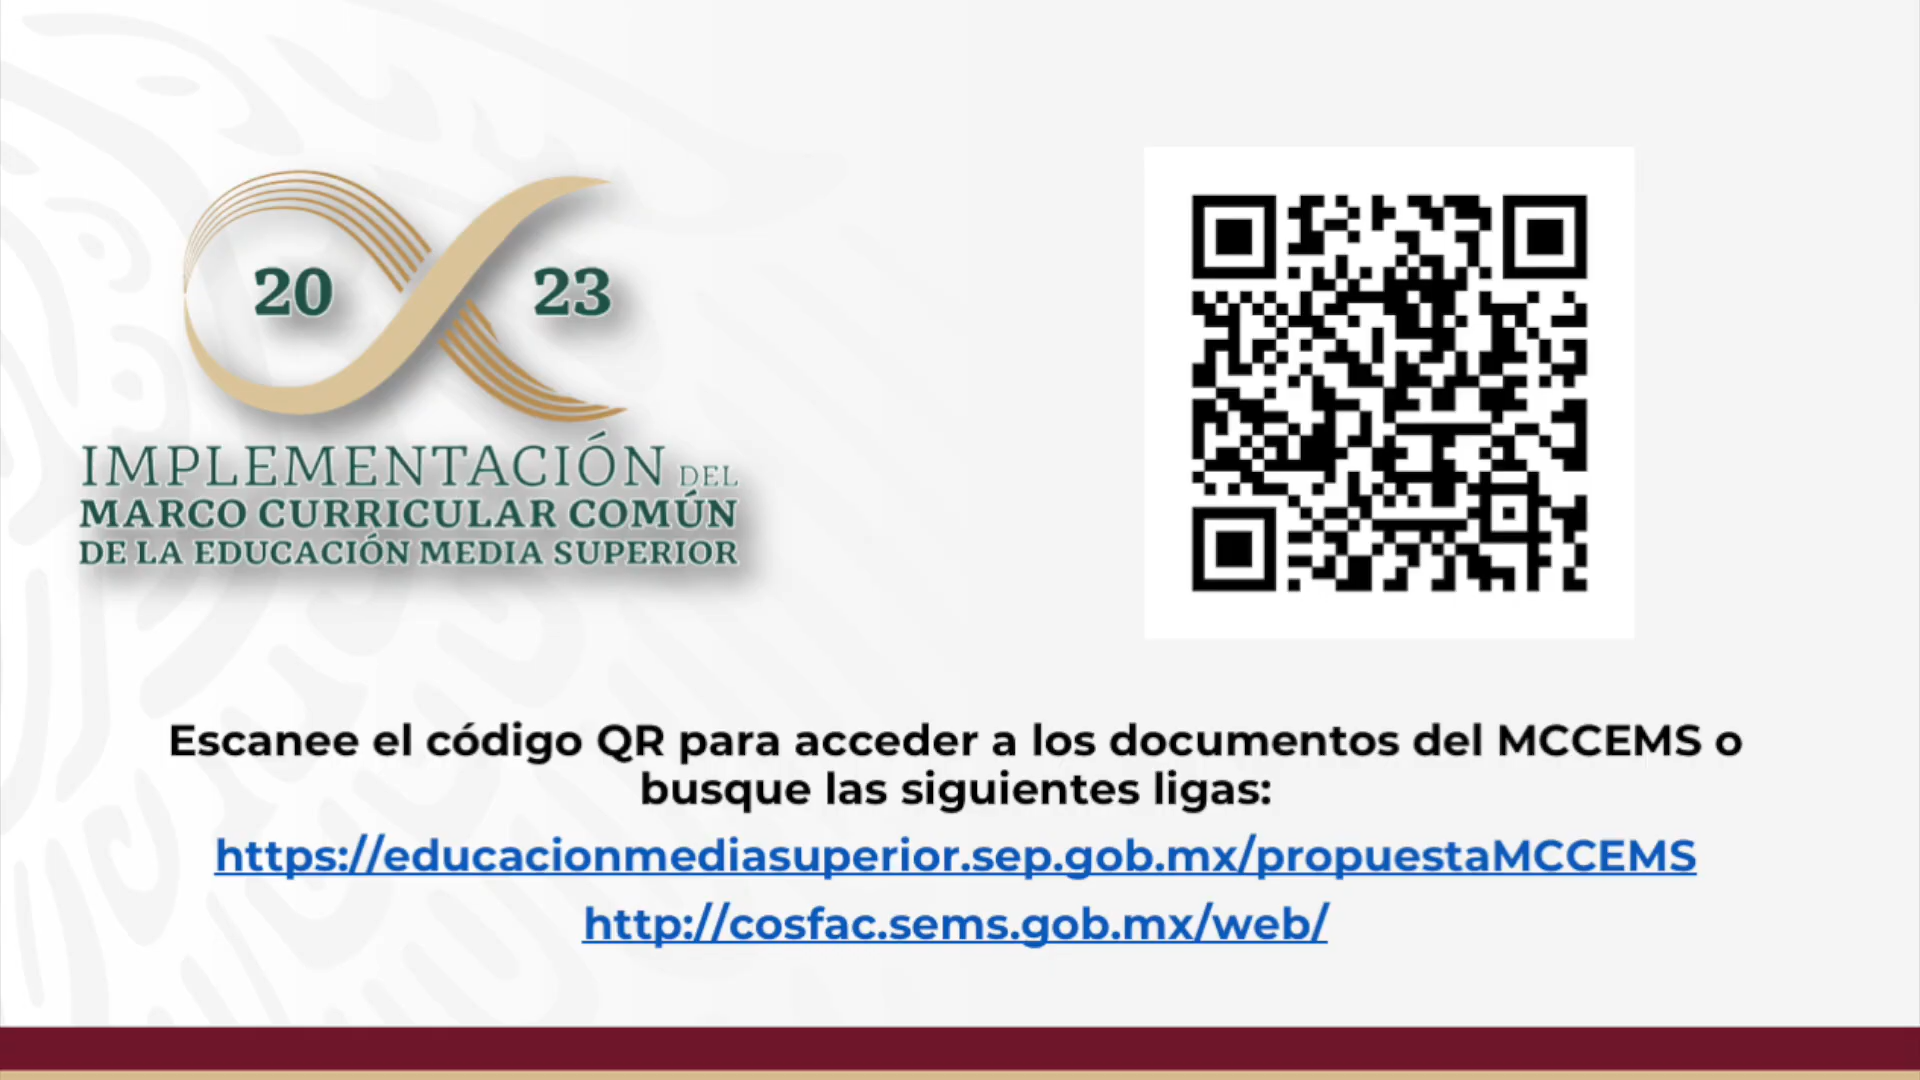 20 23
IMPLEMENTACIÓN DEL
MARCO CURRICULAR COMÚN
DE LA EDUCACIÓN MEDIA SUPERIOR
Escanee el código QR para acceder a los documentos del MCCEMS o
busque las siguientes ligas:
https://educacionmediasuperior.sep.gob.mx/propuestaMCCEMS
http://cosfac.sems.gob.mx/web/